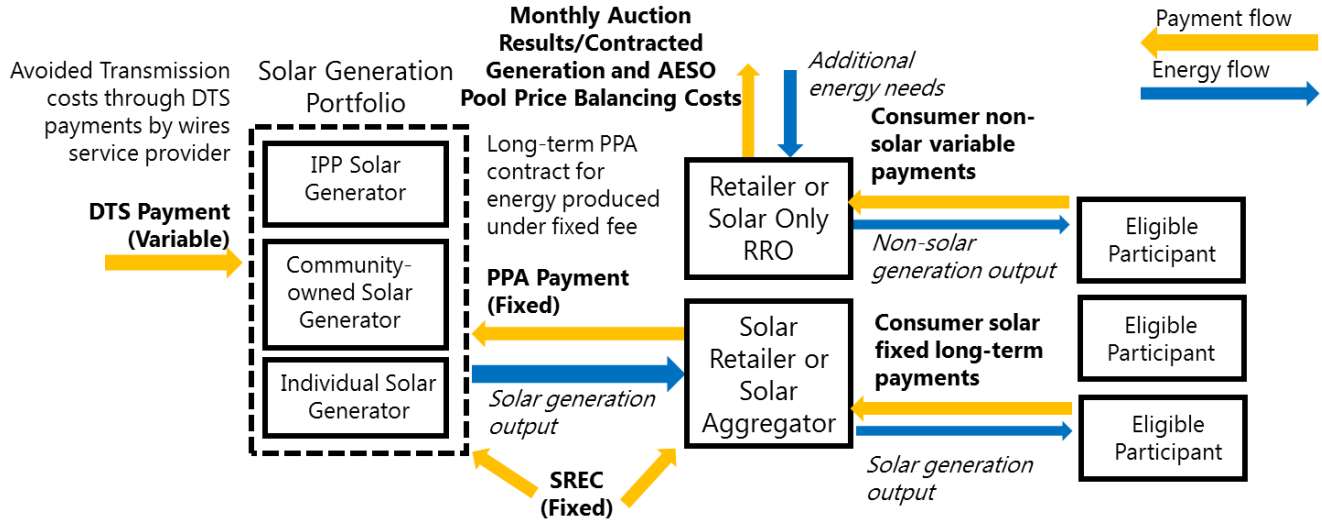 Avoided Transmission
costs through DTS
payments by wires
service provider
DTS Payment
(Variable)
Solar Generation
Portfolio
IPP Solar
Generator
Community-
owned Solar
Generator
Individual Solar
Generator
Monthly Auction
Results/Contracted
Generation and AESO
Pool Price Balancing Costs
Long-term PPA
contract for
energy produced
under fixed fee
PPA Payment
(Fixed)
Solar generation
output
SREC
(Fixed)
Additional
energy needs
Retailer or
Solar Only
RRO
Solar
Retailer or
Solar
Aggregator
Consumer non-
solar variable
payments
Non-solar
generation output
Consumer solar
fixed long-term
payments
Solar generation
output
Payment flow
Energy flow
Eligible
Participant
Eligible
Participant
Eligible
Participant